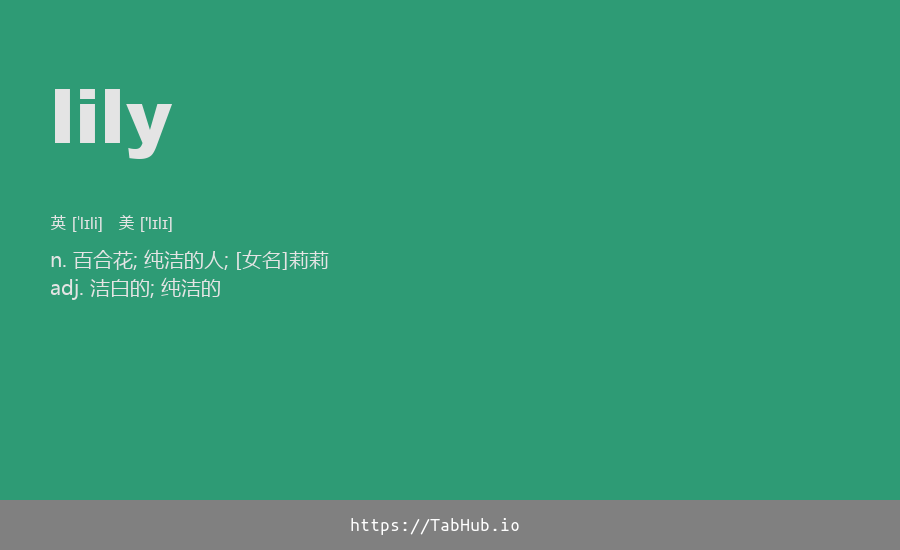 lily
英 ['lɪli] 美 ['lɪlɪ]
n. 百合花; 纯洁的人; [女名]莉莉
adj. 洁白的; 纯洁的
https://TabHub.io